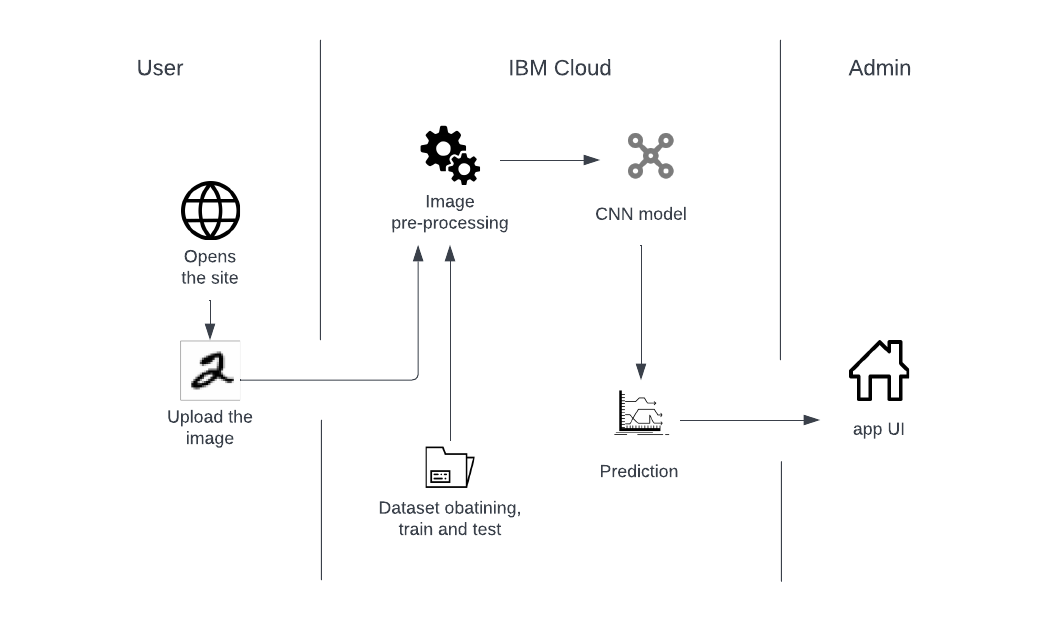 User
IBM Cloud
Admin
Opens
the site
2
Upload the
image
Image
pre-processing
CNN model
Dataset obatining,
train and test
Prediction
app UI